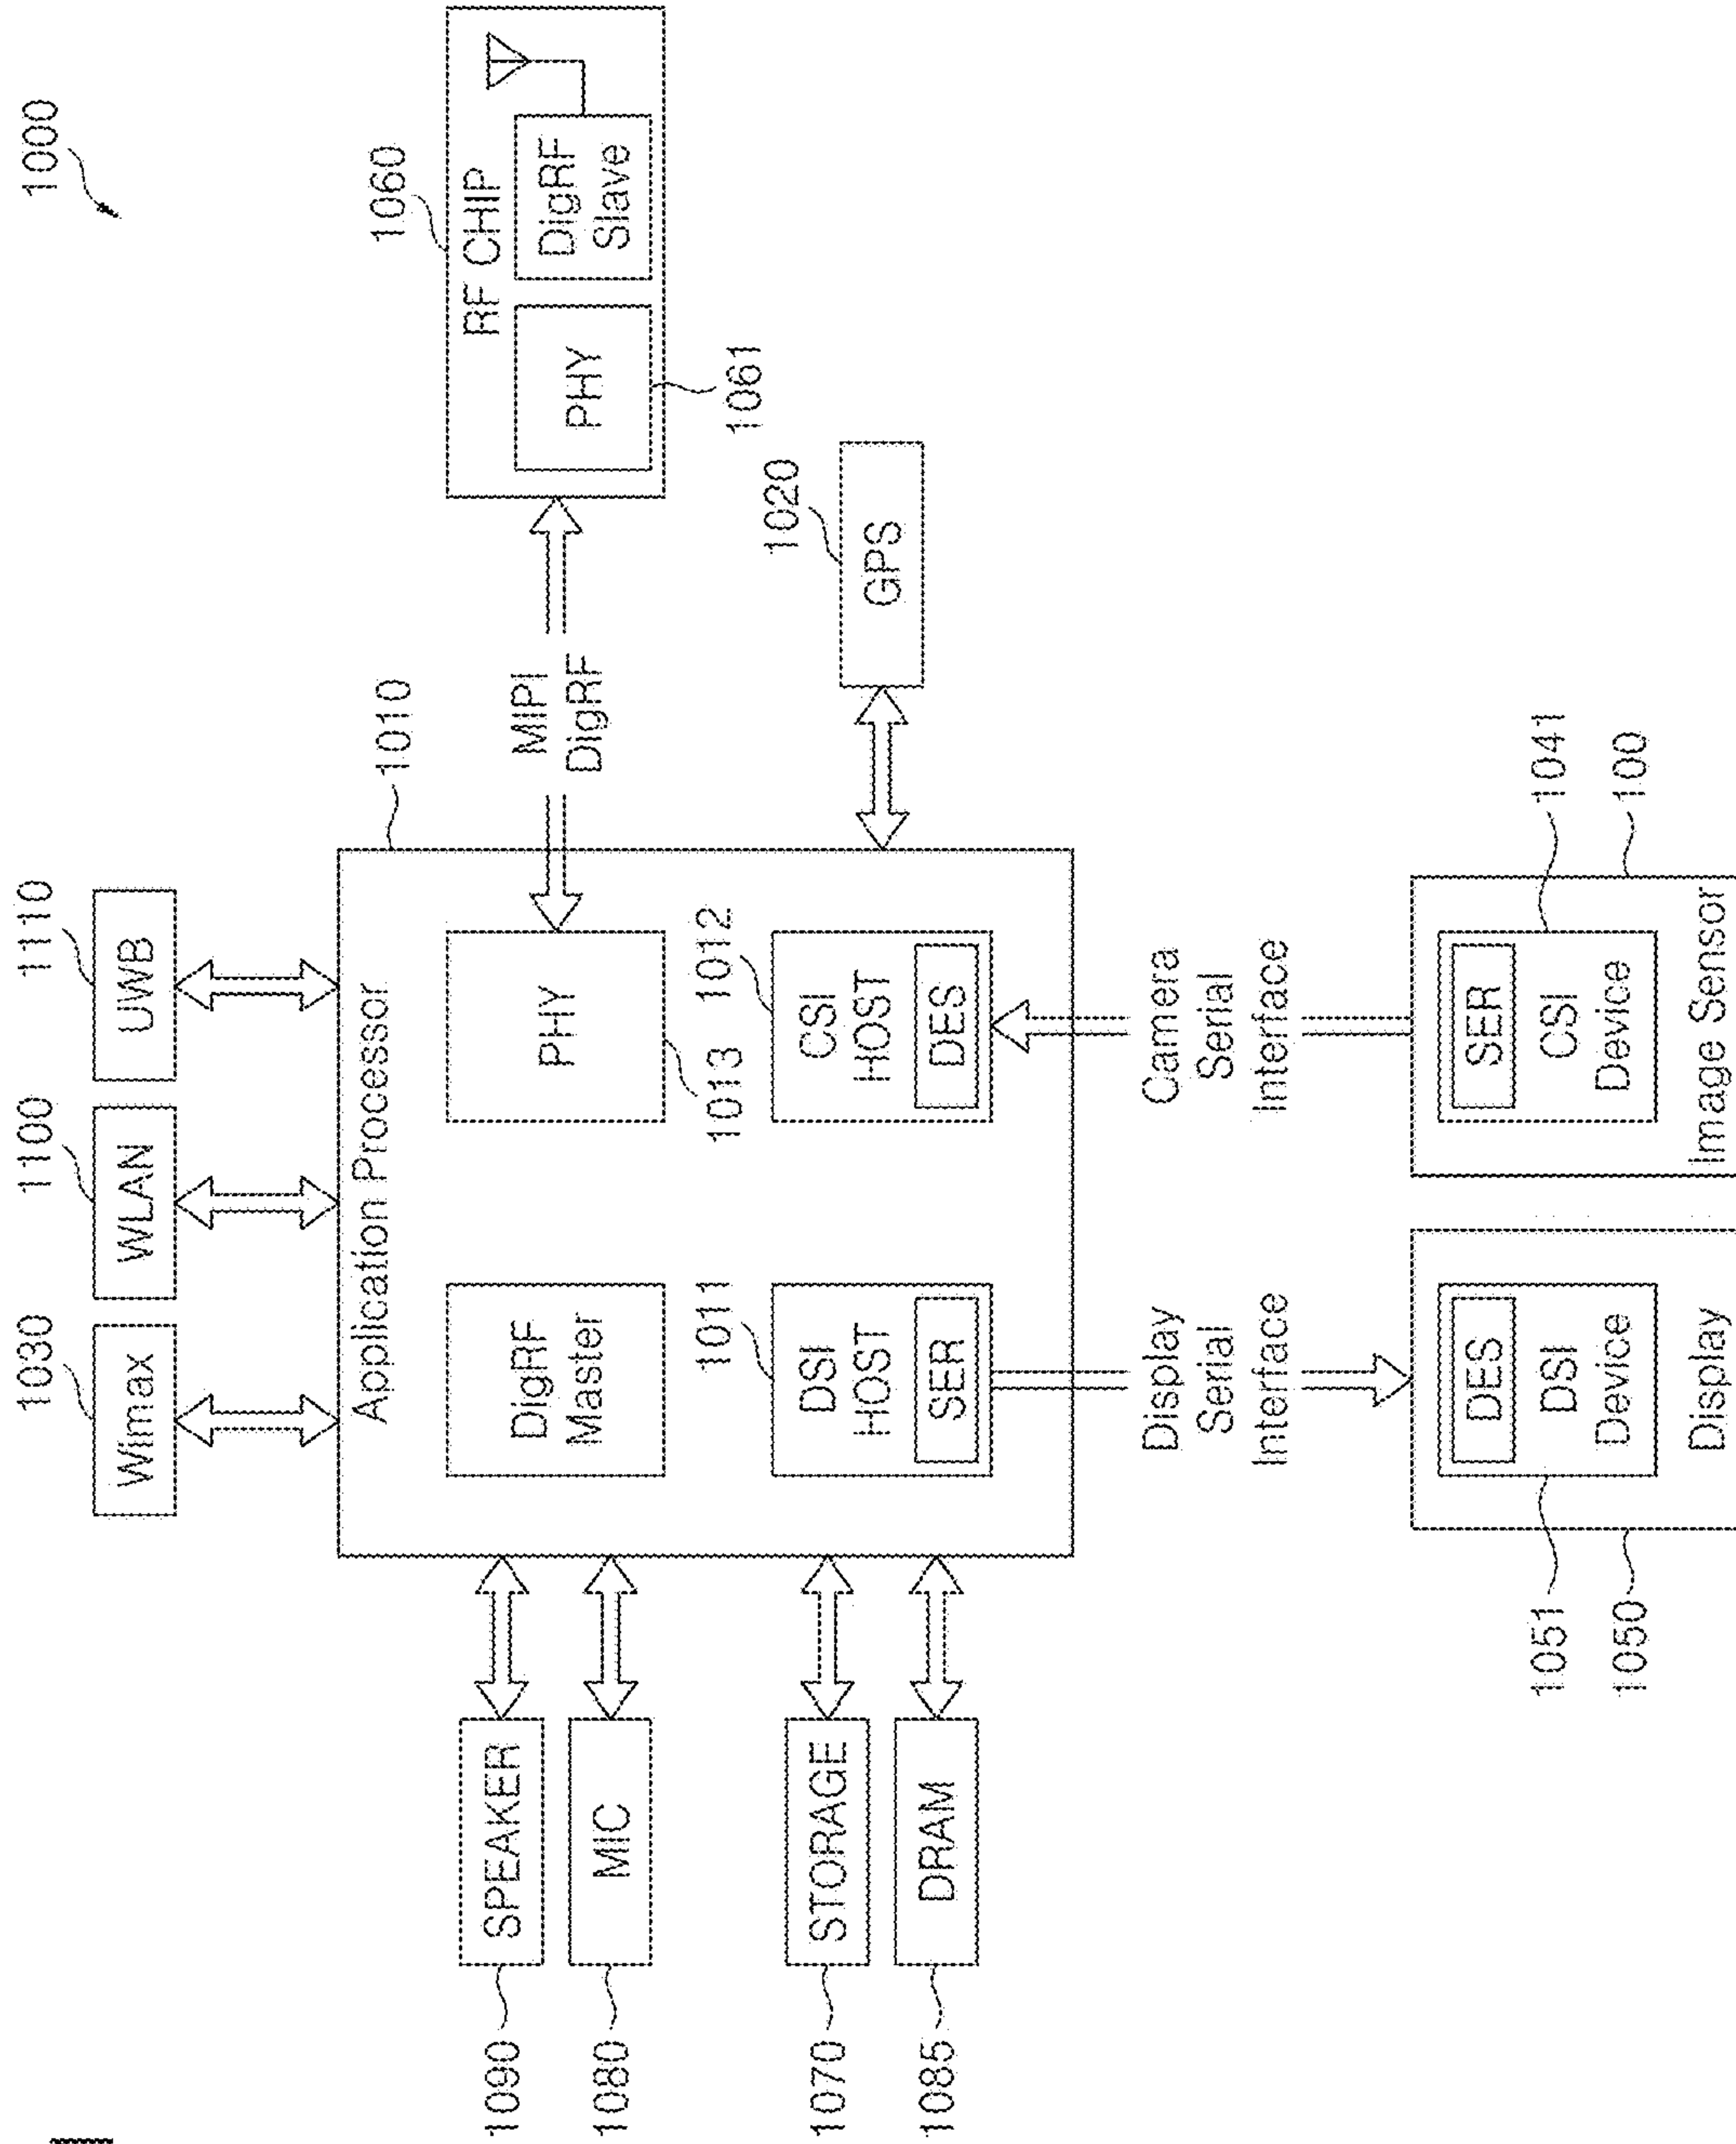 1000
1030
1100
1110
Wimax
WLAN
UWB
1010
Application Processor
1060
RF CHIP
DigRF
Master
PHY
1013
MIPI
DigRF
PHY
DigRF
Slave
1061
1090
SPEAKER
1080
MIC
1070
STORAGE
1085
DRAM
1011
DSI
HOST
SER
1012
CSI
HOST
DES
1020
GPS
Display
Serial
Interface
Camera
Serial
Interface
DES
DSI
Device
Display
1051
1050
SER
CSI
Device
Image Sensor
1041
100